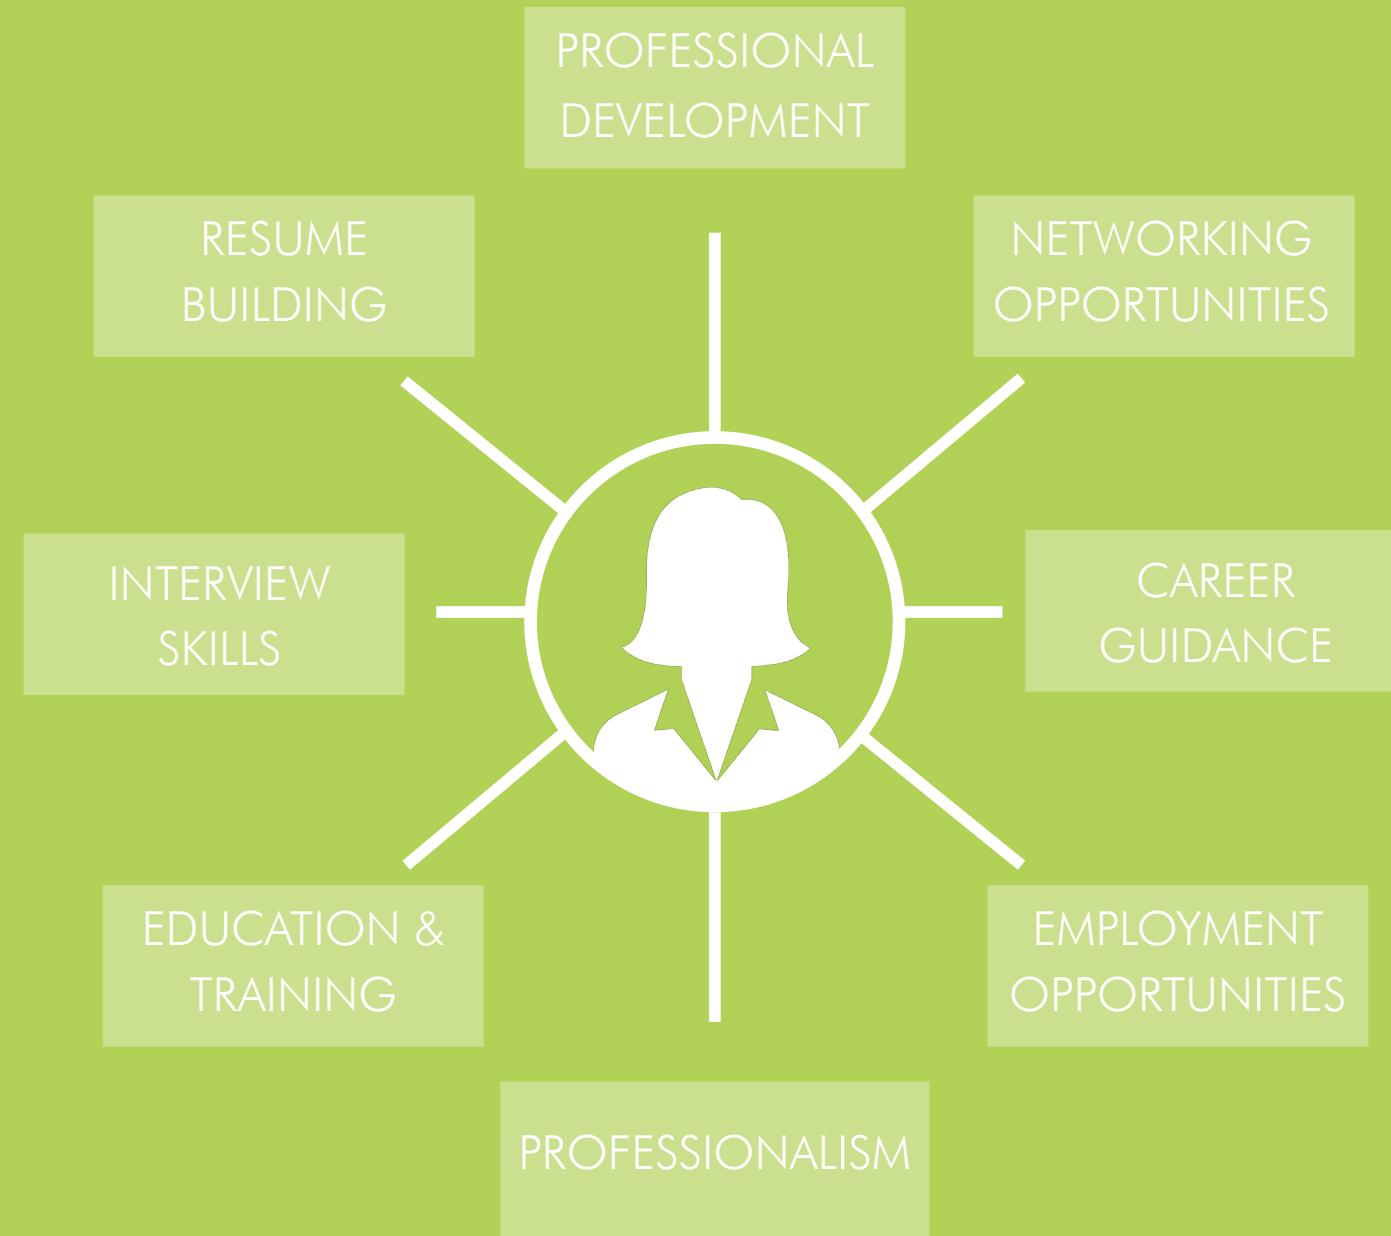 PROFESSIONAL
DEVELOPMENT
RESUME
BUILDING
NETWORKING
OPPORTUNITIES
INTERVIEW
SKILLS
CAREER
GUIDANCE
EDUCATION &
TRAINING
EMPLOYMENT
OPPORTUNITIES
PROFESSIONALISM